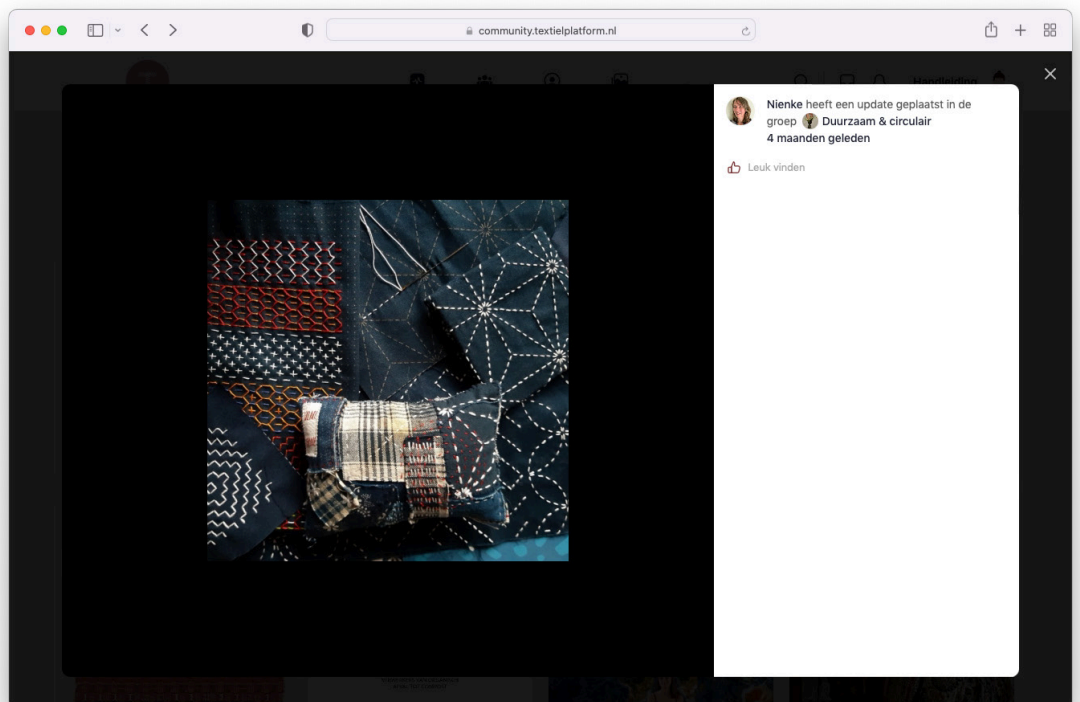 community.textielplatform.nl
Handleiding
Nienke heeft een update geplaatst in de
groep Duurzaam & circulair
4 maanden geleden
Leuk vinden